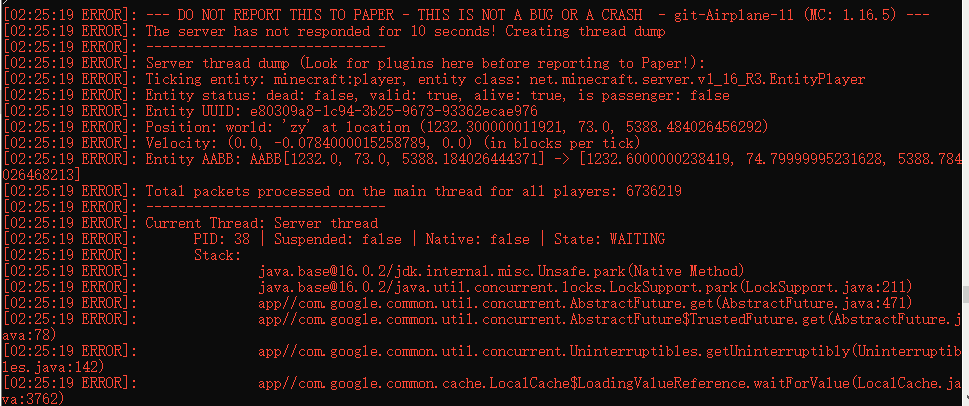 [02:25:19 ERROR]: --- DO NOT REPORT THIS TO PAPER - THIS IS NOT A BUG OR A CRASH  - git-Airplane-11 (MC: 1.16.5) ---
[02:25:19 ERROR]: The server has not responded for 10 seconds! Creating thread dump
[02:25:19 ERROR]: ------------------------------
[02:25:19 ERROR]: Server thread dump (Look for plugins here before reporting to Paper!):
[02:25:19 ERROR]: Ticking entity: minecraft:player, entity class: net.minecraft.server.v1_16_R3.EntityPlayer
[02:25:19 ERROR]: Entity status: dead: false, valid: true, alive: true, is passenger: false
[02:25:19 ERROR]: Entity UUID: e80309a8-1c94-3b25-9673-93362ecae976
[02:25:19 ERROR]: Position: world: 'zy' at location (1232.300000011921, 73.0, 5388.484026456292)
[02:25:19 ERROR]: Velocity: (0.0, -0.0784000015258789, 0.0) (in blocks per tick)
[02:25:19 ERROR]: Entity AABB: AABB[1232.0, 73.0, 5388.184026444371] -> [1232.6000000238419, 74.79999995231628, 5388.784
026468213]
[02:25:19 ERROR]: Total packets processed on the main thread for all players: 6736219
[02:25:19 ERROR]: ------------------------------
[02:25:19 ERROR]: Current Thread: Server thread
[02:25:19 ERROR]:       PID: 38 | Suspended: false | Native: false | State: WAITING
[02:25:19 ERROR]:       Stack:
[02:25:19 ERROR]:               java.base@16.0.2/jdk.internal.misc.Unsafe.park(Native Method)
[02:25:19 ERROR]:               java.base@16.0.2/java.util.concurrent.locks.LockSupport.park(LockSupport.java:211)
[02:25:19 ERROR]:               app//com.google.common.util.concurrent.AbstractFuture.get(AbstractFuture.java:471)
[02:25:19 ERROR]:               app//com.google.common.util.concurrent.AbstractFuture$TrustedFuture.get(AbstractFuture.j
ava:73)
[02:25:19 ERROR]:               app//com.google.common.util.concurrent.Uninterruptibles.getUninterruptibly(Uninterruptib
les.java:142)
[02:25:19 ERROR]:               app//com.google.common.cache.LocalCache$LoadingValueReference.waitForValue(LocalCache.ja
va:3762)